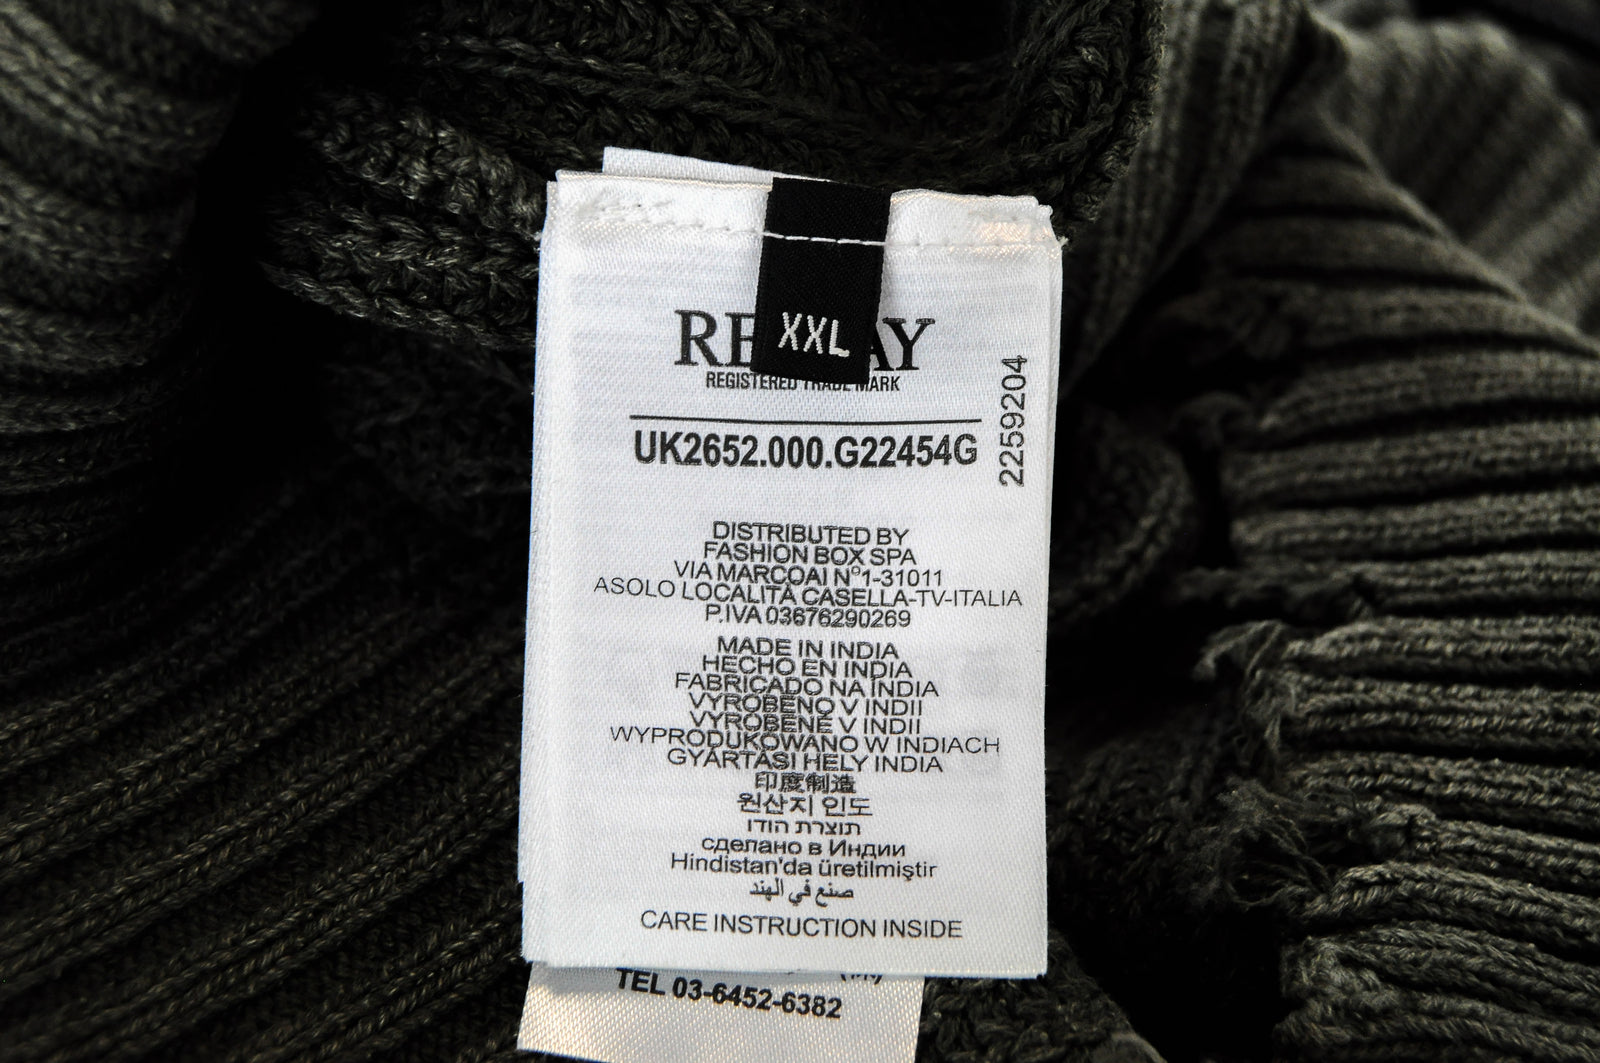 XXL
REGISTERED TRADE MARK
UK2652.000.G22454G
2259204
DISTRIBUTED BY
FASHION BOX SPA
VIA MARCOAI Nº1-31011
ASOLO LOCALITÀ CASELLA-TV-ITALIA
P.IVA 03676290269
MADE IN INDIA
HECHO EN INDIA
FABRICADO NA ÍNDIA
VYROBENO V INDII
VYROBENÉ V INDII
WYPRODUKOWANO W INDIACH
GYÁRTÁSI HELY INDIA
印度制造
원산지 인도
תוצרת הודו
сделано в Индии
Hindistan'da üretilmiştir
صنع في الهند
CARE INSTRUCTION INSIDE
TEL 03-6452-6382